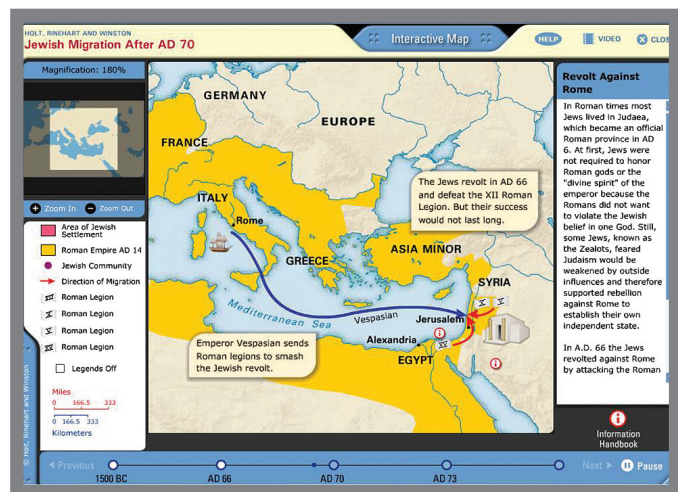 HOLT, RINEHART AND WINSTON
Jewish Migration After AD 70
Interactive Map
HELP
VIDEO
CLOS
Magnification: 180%
Zoom In
Zoom Out
Area of Jewish
Settlement
Roman Empire AD 14
Jewish Community
Direction of Migration
XII Roman Legion
X Roman Legion
V Roman Legion
XV Roman Legion
Legends Off
Miles
0 166.5 333
0 166.5 333
Kilometers
© Holt, Rinehart and Winston
GERMANY
EUROPE
FRANCE
ITALY
Rome
GREECE
ASIA MINOR
SYRIA
Mediterranean Sea
Vespasian
Jerusalem
Alexandria
EGYPT
X
V
XV
The Jews revolt in AD 66
and defeat the XII Roman
Legion. But their success
would not last long.
Emperor Vespasian sends
Roman legions to smash
the Jewish revolt.
Revolt Against
Rome
In Roman times most
Jews lived in Judaea,
which became an official
Roman province in AD
6. At first, Jews were
not required to honor
Roman gods or the
"divine spirit" of the
emperor because the
Romans did not want
to violate the Jewish
belief in one God. Still,
some Jews, known as
the Zealots, feared
Judaism would be
weakened by outside
influences and therefore
supported rebellion
against Rome to
establish their own
independent state.
In A.D. 66 the Jews
revolted against Rome
by attacking the Roman
Information
Handbook
Previous
1500 BC
AD 66
AD 70
AD 73
Next
Pause